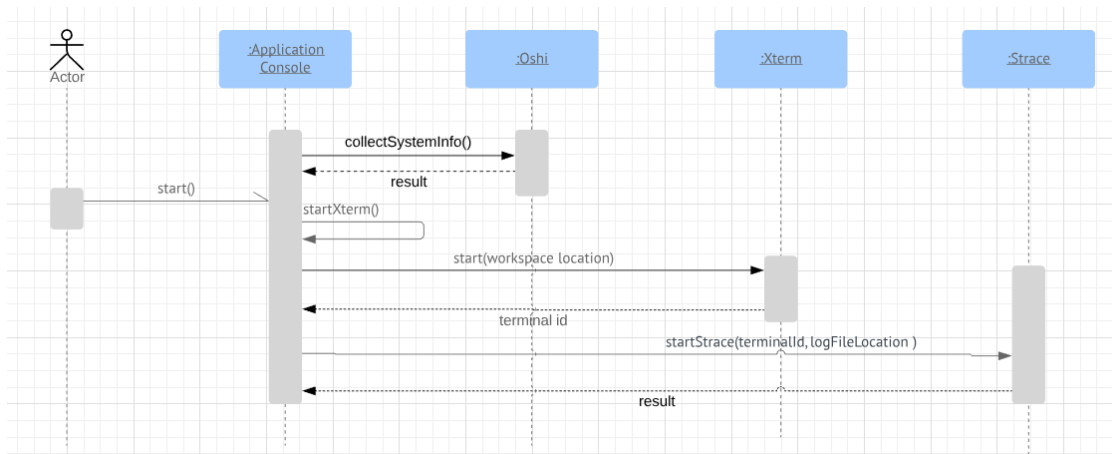 Actor
:Application
Console
:Oshi
:Xterm
:Strace
collectSystemInfo()
result
start()
startXterm()
start(workspace location)
terminal id
startStrace(terminalId, logFileLocation )
result